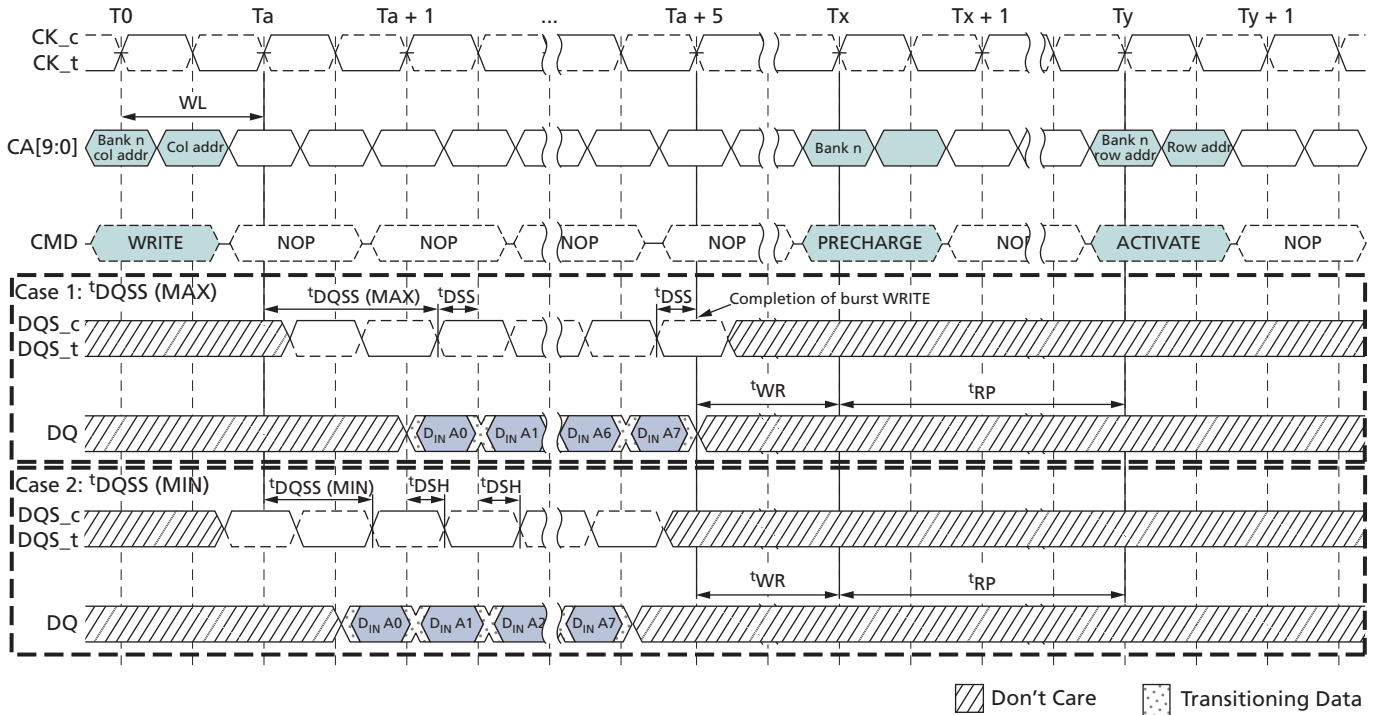 T0 Ta Ta + 1 ... Ta + 5 Tx Tx + 1 Ty Ty + 1
CK_c
CK_t
WL
CA[9:0] Bank n col addr Col addr Bank n Bank n row addr Row addr
CMD WRITE NOP NOP NOP NOP PRECHARGE NOP ACTIVATE NOP
Case 1: tDQSS (MAX) tDQSS (MAX) tDSS tDSS Completion of burst WRITE
DQS_c
DQS_t
tWR tRP
DQ DIN A0 DIN A1 DIN A6 DIN A7
Case 2: tDQSS (MIN) tDQSS (MIN) tDSH tDSH
DQS_c
DQS_t
tWR tRP
DQ DIN A0 DIN A1 DIN A2 DIN A7
Don't Care Transitioning Data